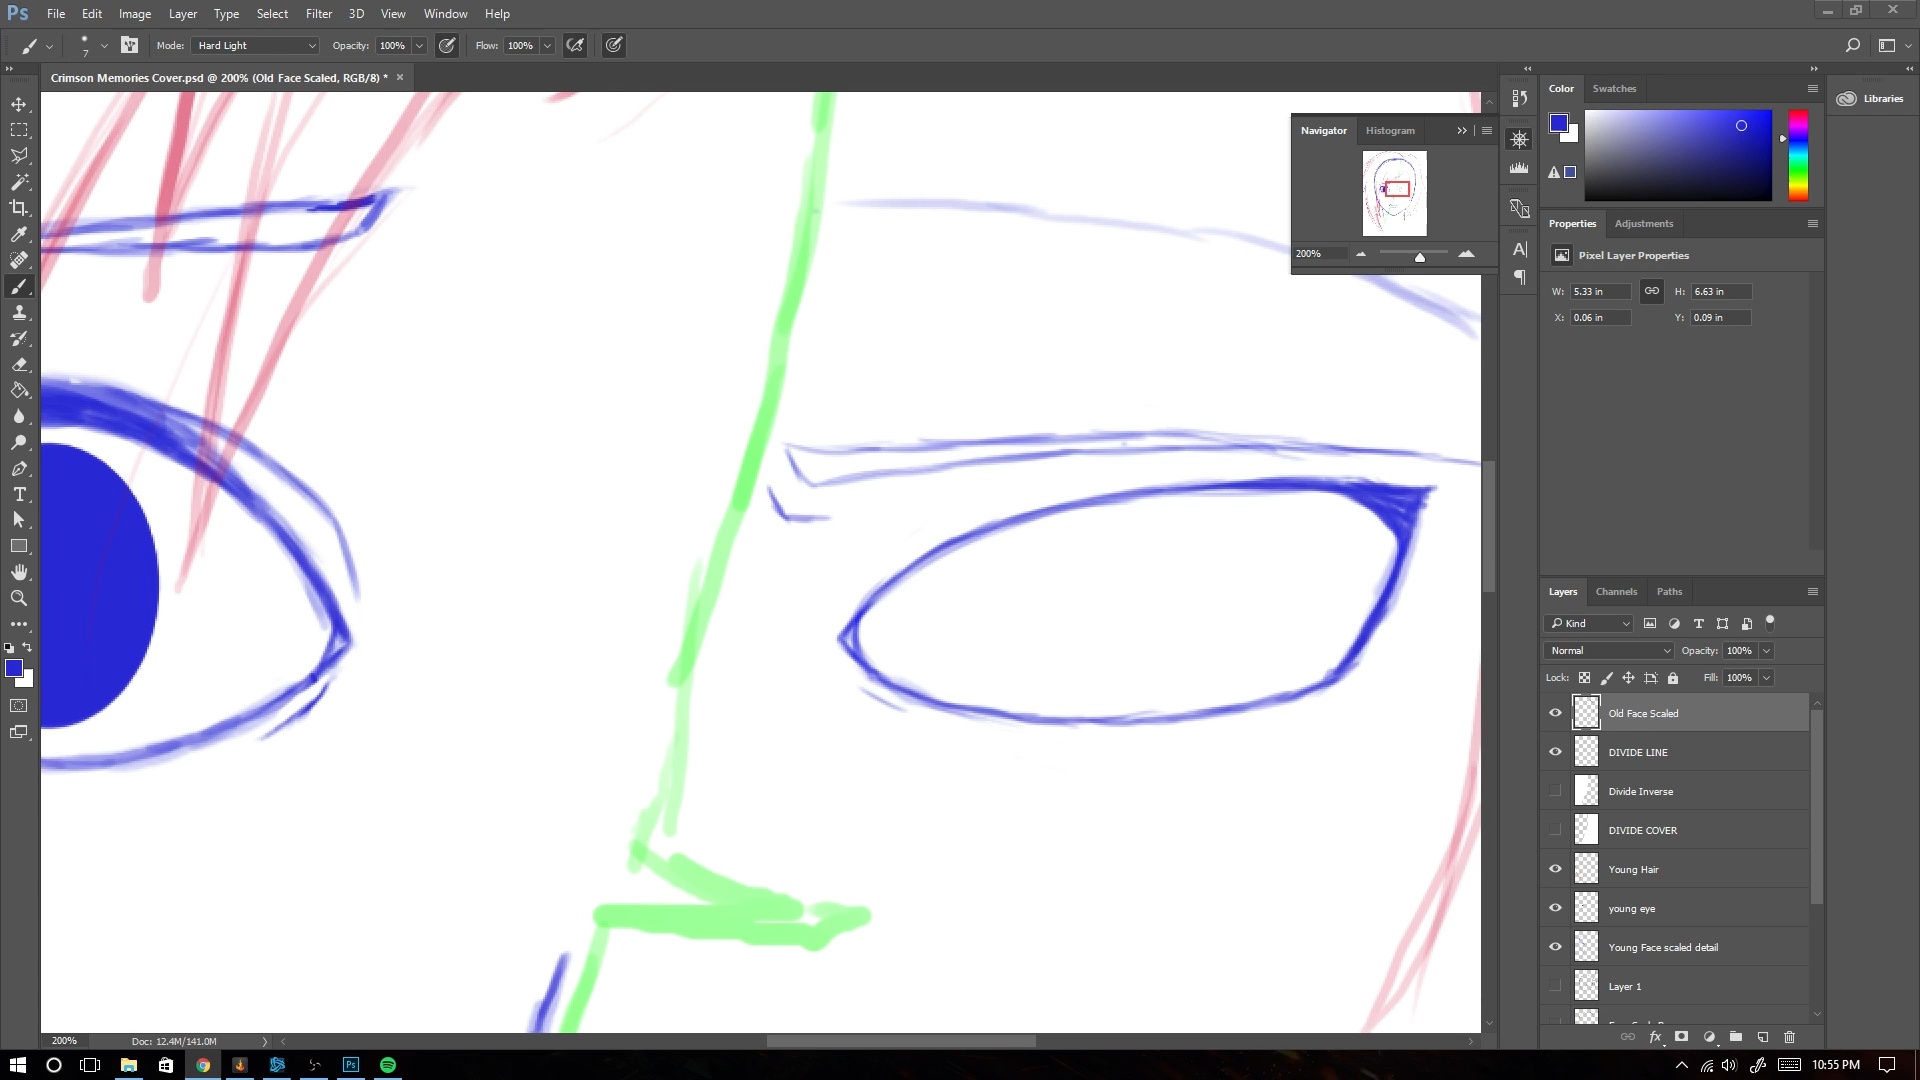 Ps File Edit Image Layer Type Select Filter 3D View Window Help
7 Mode: Hard Light Opacity: 100% Flow: 100%
Crimson Memories Cover.psd @ 200% (Old Face Scaled, RGB/8) * ×
Navigator Histogram
200%
Color Swatches
Libraries
Properties Adjustments
Pixel Layer Properties
W: 5.33 in H: 6.63 in
X: 0.06 in Y: 0.09 in
Layers Channels Paths
Kind
Normal Opacity: 100%
Lock: Fill: 100%
Old Face Scaled
DIVIDE LINE
Divide Inverse
DIVIDE COVER
Young Hair
young eye
Young Face scaled detail
Layer 1
200% Doc: 12.4M/141.0M
Ps
10:55 PM